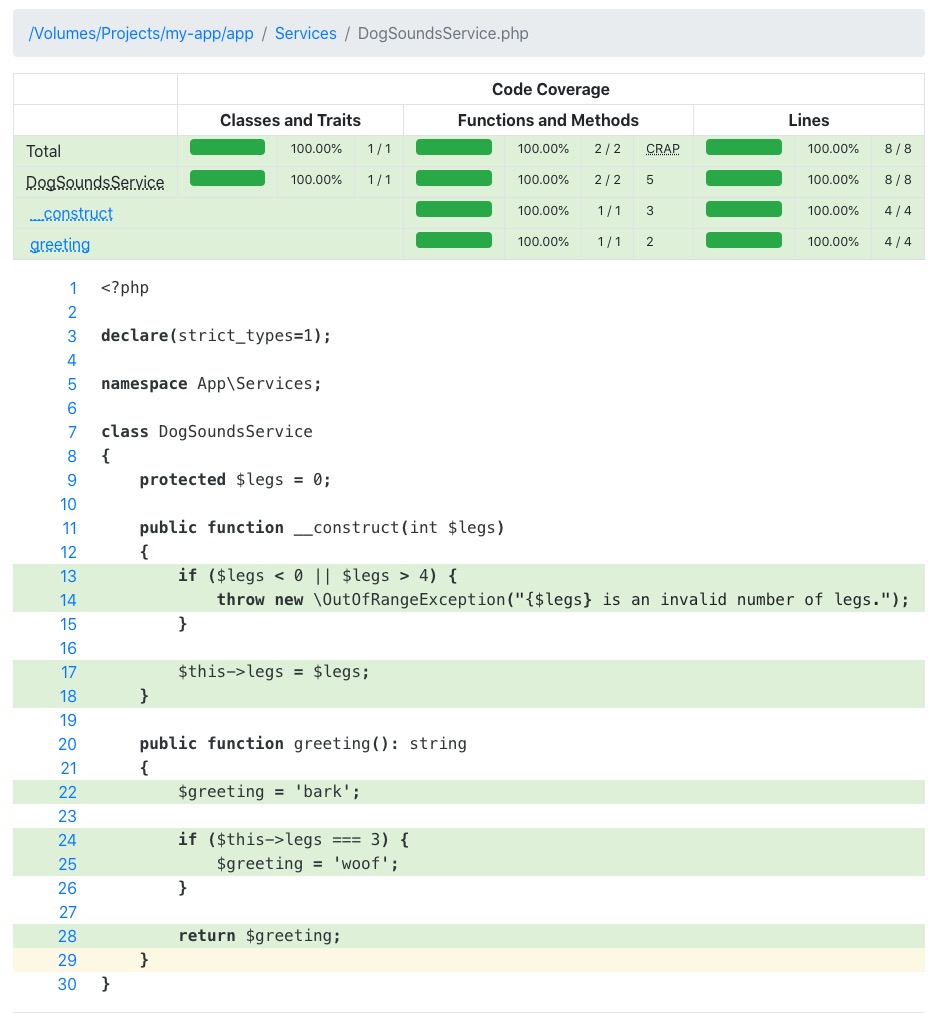 /Volumes/Projects/my-app/app / Services / DogSoundsService.php
Code Coverage
Classes and Traits Functions and Methods Lines
Total 100.00% 1 / 1 100.00% 2 / 2 CRAP 100.00% 8 / 8
DogSoundsService 100.00% 1 / 1 100.00% 2 / 2 5 100.00% 8 / 8
__construct 100.00% 1 / 1 3 100.00% 4 / 4
greeting 100.00% 1 / 1 2 100.00% 4 / 4
1 <?php
2
3 declare(strict_types=1);
4
5 namespace App\Services;
6
7 class DogSoundsService
8 {
9     protected $legs = 0;
10
11     public function __construct(int $legs)
12     {
13         if ($legs < 0 || $legs > 4) {
14             throw new \OutOfRangeException("{$legs} is an invalid number of legs.");
15         }
16
17         $this->legs = $legs;
18     }
19
20     public function greeting(): string
21     {
22         $greeting = 'bark';
23
24         if ($this->legs === 3) {
25             $greeting = 'woof';
26         }
27
28         return $greeting;
29     }
30 }